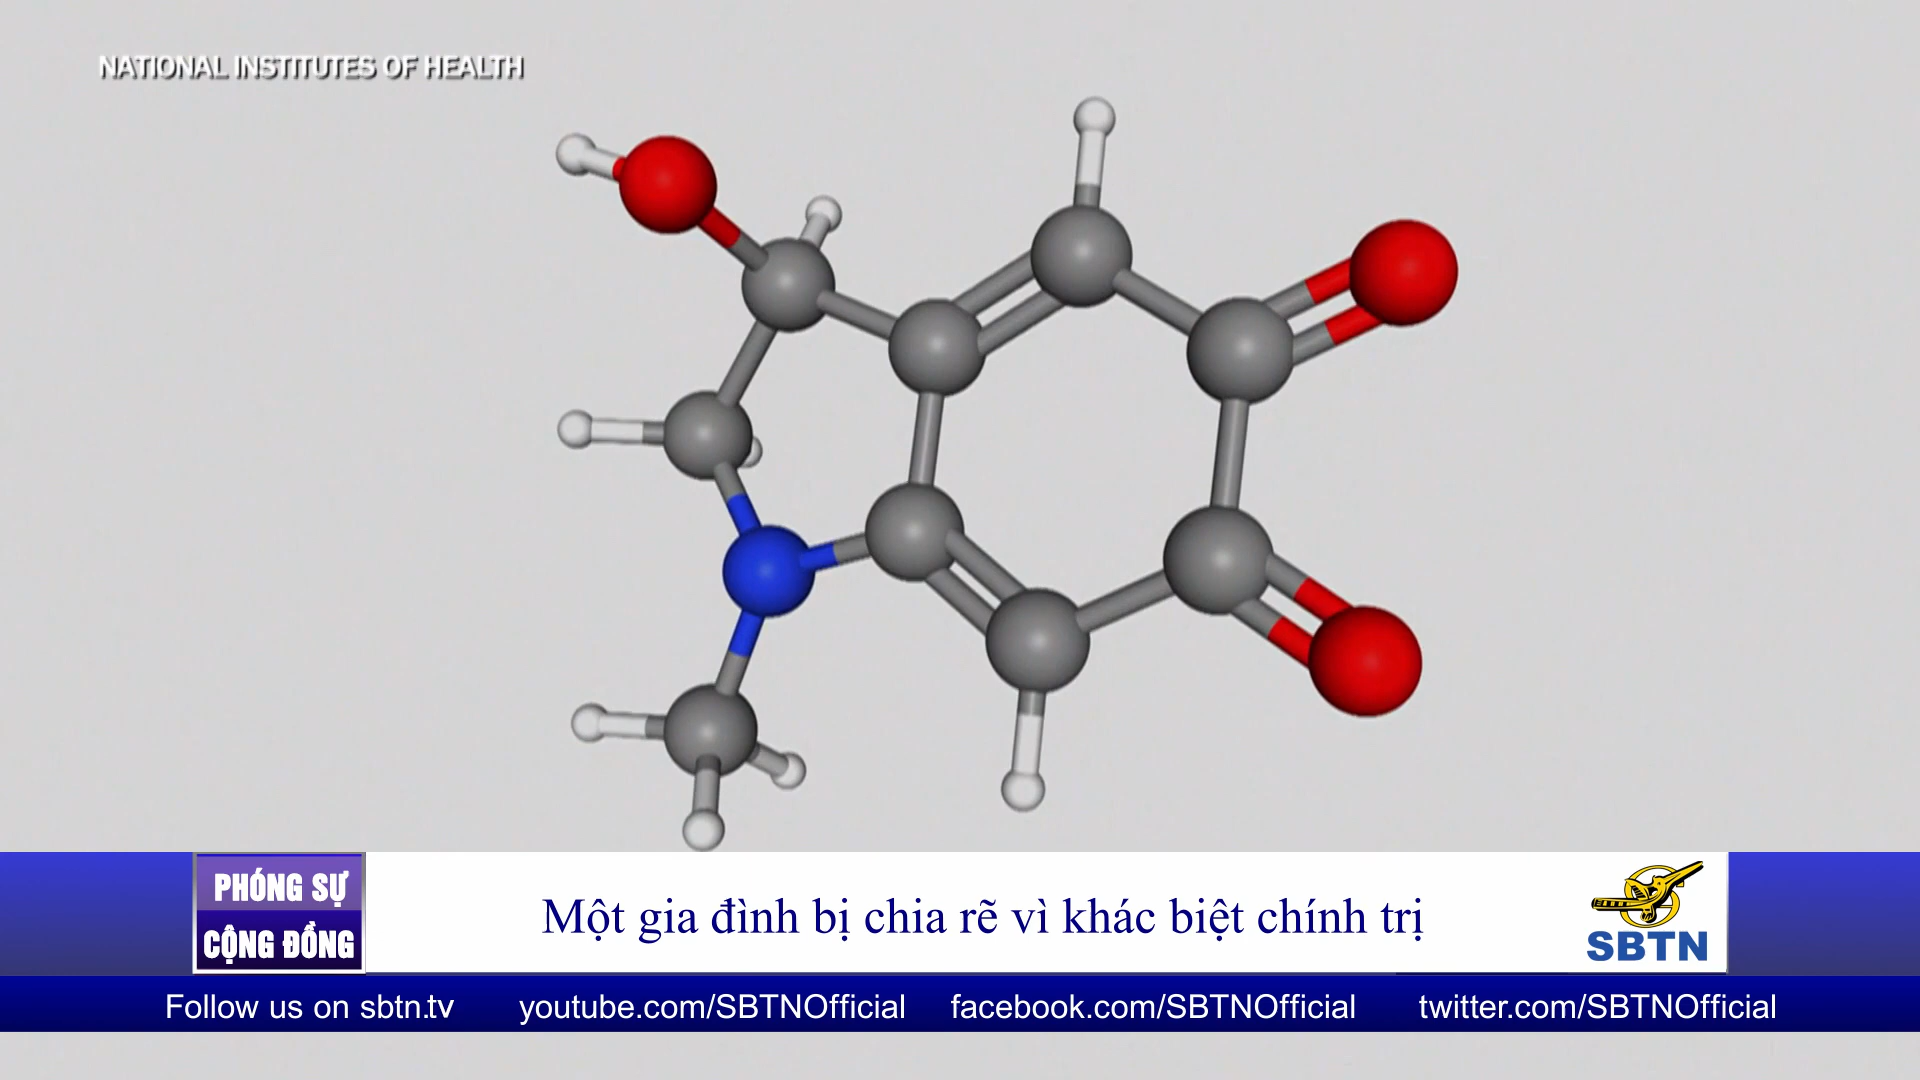 NATIONAL INSTITUTES OF HEALTH
PHÓNG SỰ
CỘNG ĐỒNG
Một gia đình bị chia rẽ vì khác biệt chính trị
SBTN
Follow us on sbtn.tv youtube.com/SBTNOfficial facebook.com/SBTNOfficial twitter.com/SBTNOfficial